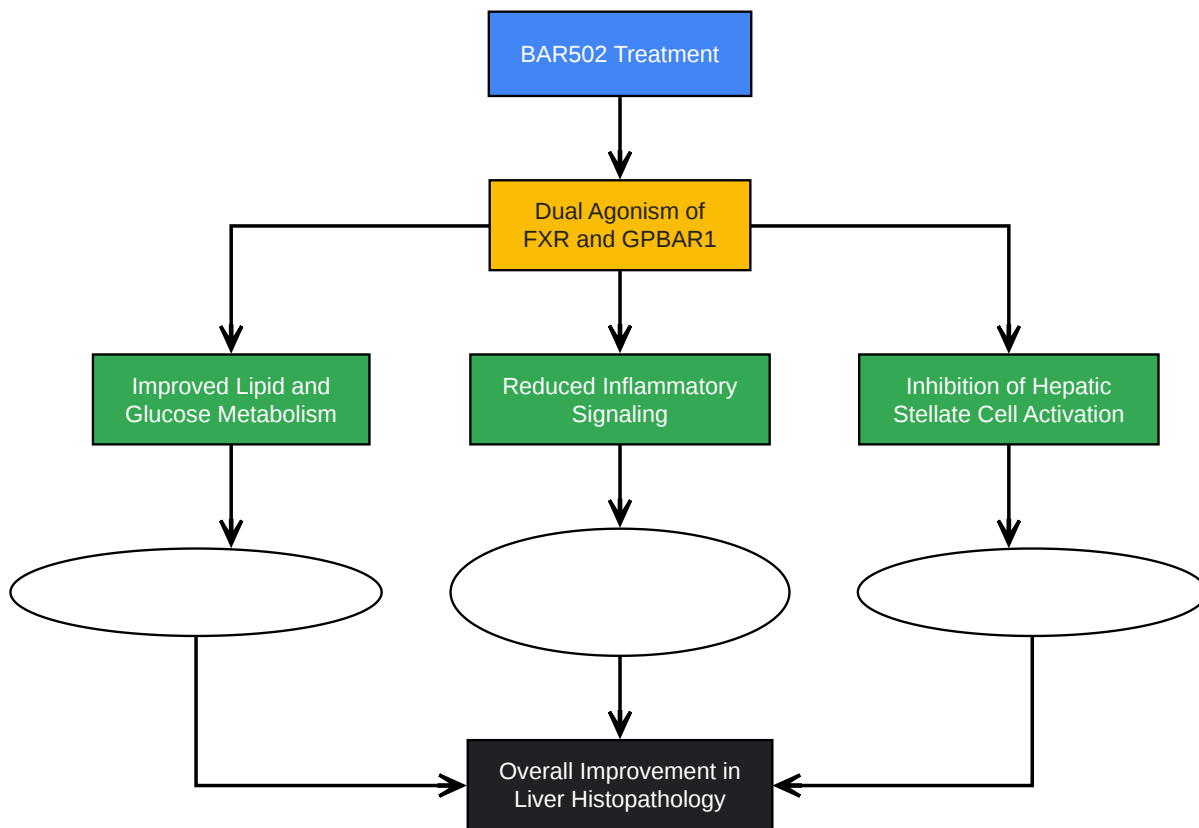 BAR502 Treatment
Dual Agonism of
FXR and GPBAR1
Improved Lipid and
Glucose Metabolism
Reduced Inflammatory
Signaling
Inhibition of Hepatic
Stellate Cell Activation
Overall Improvement in
Liver Histopathology